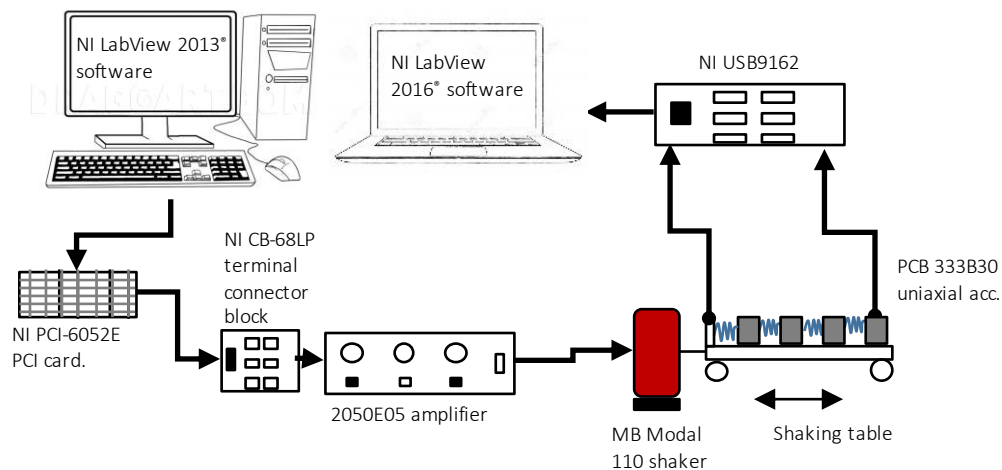 NI LabView 2013®
software
NI LabView
2016® software
NI USB9162
NI CB-68LP
terminal
connector
block
PCB 333B30
uniaxial acc.
NI PCI-6052E
PCI card.
2050E05 amplifier
MB Modal
110 shaker
Shaking table